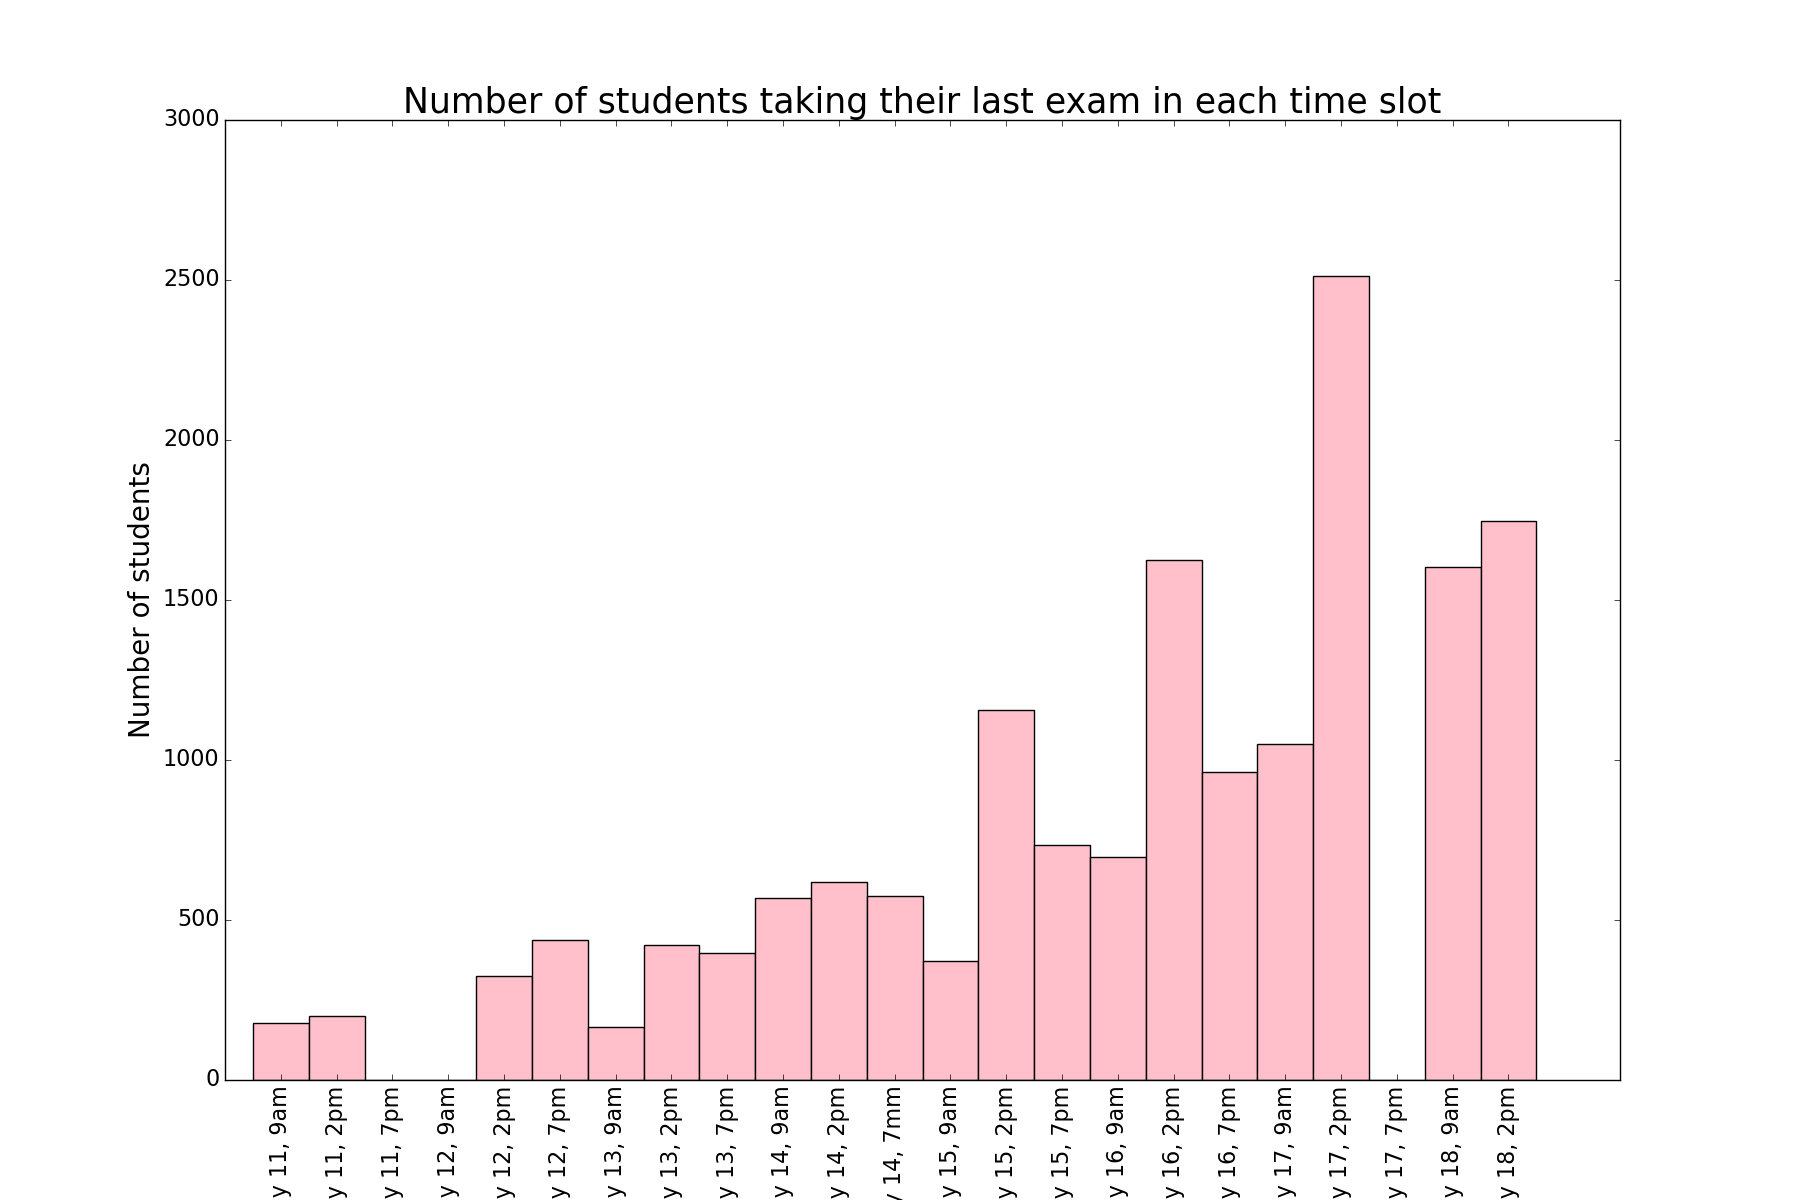 Number of students taking their last exam in each time slot
Number of students
3000
2500
2000
1500
1000
500
0
y 11, 9am
y 11, 2pm
y 11, 7pm
y 12, 9am
y 12, 2pm
y 12, 7pm
y 13, 9am
y 13, 2pm
y 13, 7pm
y 14, 9am
y 14, 2pm
y 14, 7mm
y 15, 9am
y 15, 2pm
y 15, 7pm
y 16, 9am
y 16, 2pm
y 16, 7pm
y 17, 9am
y 17, 2pm
y 17, 7pm
y 18, 9am
y 18, 2pm